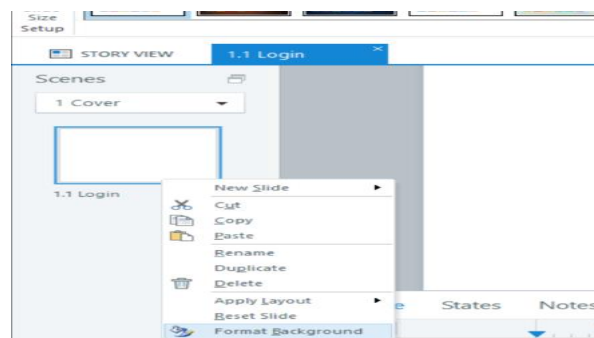 Size
Setup
STORY VIEW
1.1 Login
×
Scenes
1 Cover
1.1 Login
New Slide
Cut
Copy
Paste
Rename
Duplicate
Delete
Apply Layout
Reset Slide
Format Background
States
Notes